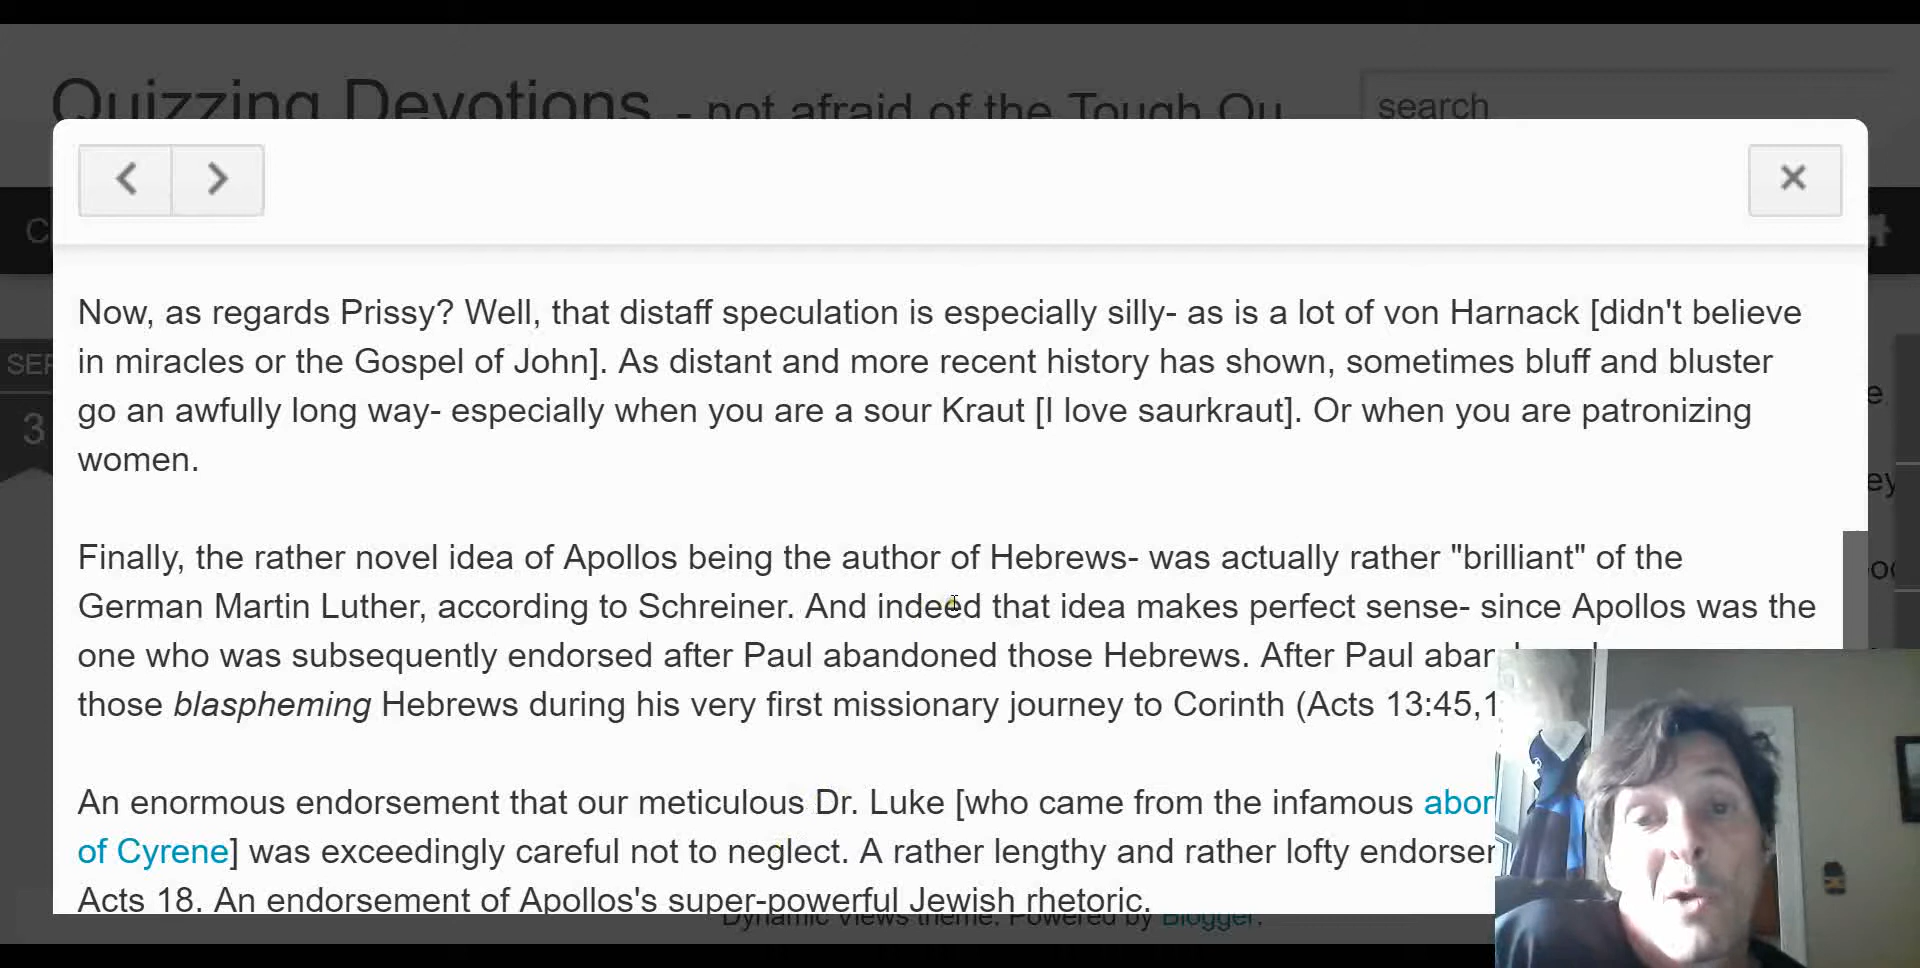 Quizzing Devotions - not afraid of the Tough Qu
search
SEP
3
Now, as regards Prissy? Well, that distaff speculation is especially silly- as is a lot of von Harnack [didn't believe
in miracles or the Gospel of John]. As distant and more recent history has shown, sometimes bluff and bluster
go an awfully long way- especially when you are a sour Kraut [I love saurkraut]. Or when you are patronizing
women.
Finally, the rather novel idea of Apollos being the author of Hebrews- was actually rather "brilliant" of the
German Martin Luther, according to Schreiner. And indeed that idea makes perfect sense- since Apollos was the
one who was subsequently endorsed after Paul abandoned those Hebrews. After Paul
those blaspheming Hebrews during his very first missionary journey to Corinth (Acts 13:45,1
An enormous endorsement that our meticulous Dr. Luke [who came from the infamous abor
of Cyrene] was exceedingly careful not to neglect. A rather lengthy and rather lofty
Acts 18. An endorsement of Apollos's super-powerful Jewish rhetoric.
Dynamic Views theme. Powered by Blogger.